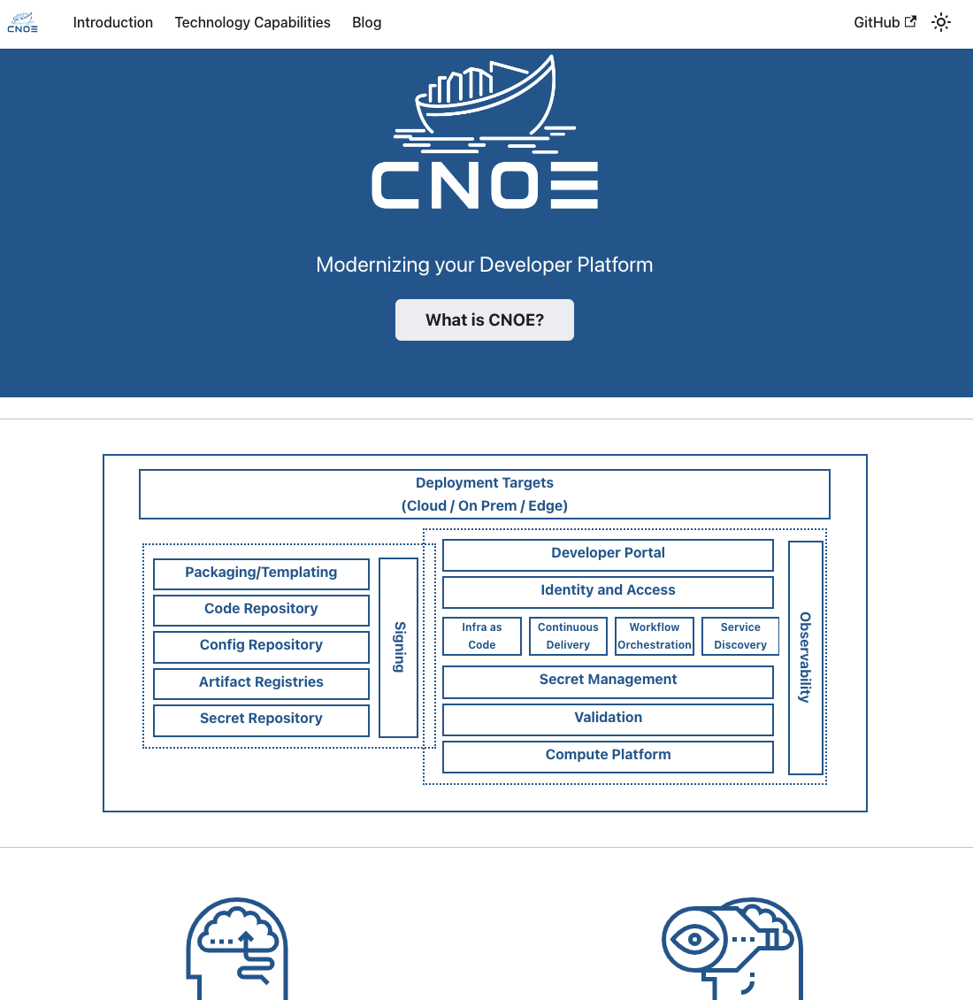 CNOE
Introduction
Technology Capabilities
Blog
GitHub
CNOE
Modernizing your Developer Platform
What is CNOE?
Deployment Targets
(Cloud / On Prem / Edge)
Packaging/Templating
Code Repository
Config Repository
Artifact Registries
Secret Repository
Signing
Developer Portal
Identity and Access
Infra as
Code
Continuous
Delivery
Workflow
Orchestration
Service
Discovery
Secret Management
Validation
Compute Platform
Observability